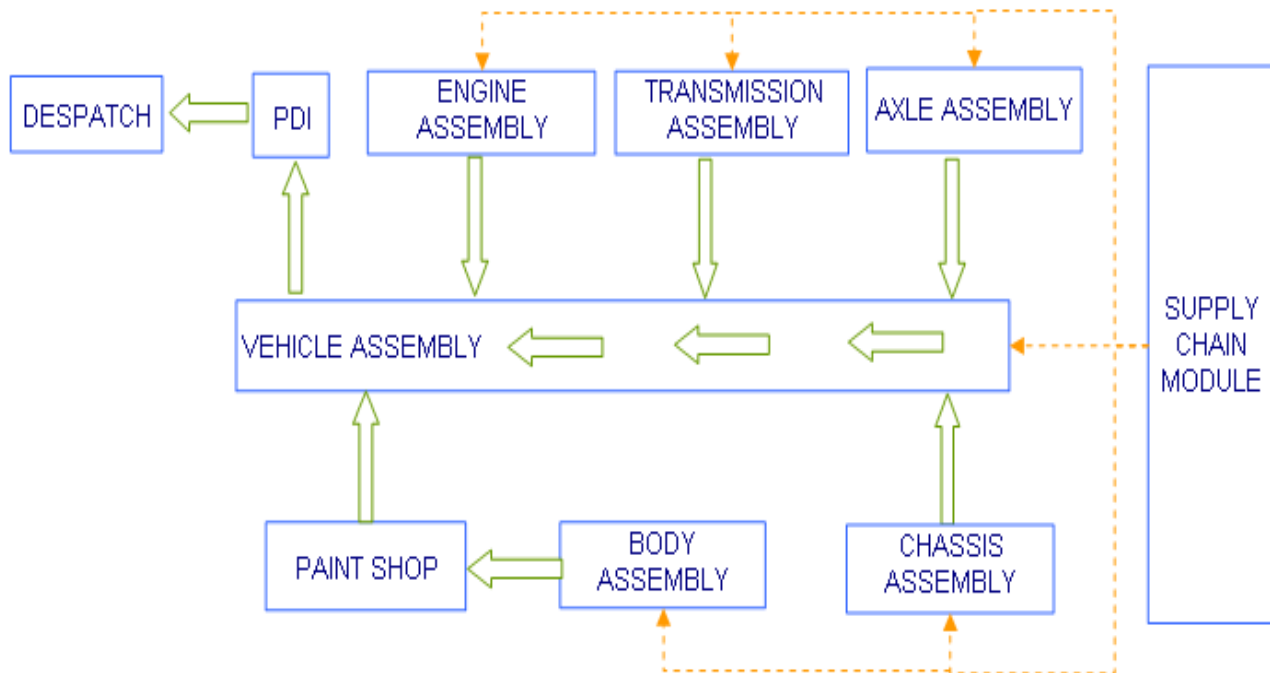 DESPATCH
PDI
ENGINE
ASSEMBLY
TRANSMISSION
ASSEMBLY
AXLE ASSEMBLY
VEHICLE ASSEMBLY
SUPPLY
CHAIN
MODULE
PAINT SHOP
BODY
ASSEMBLY
CHASSIS
ASSEMBLY